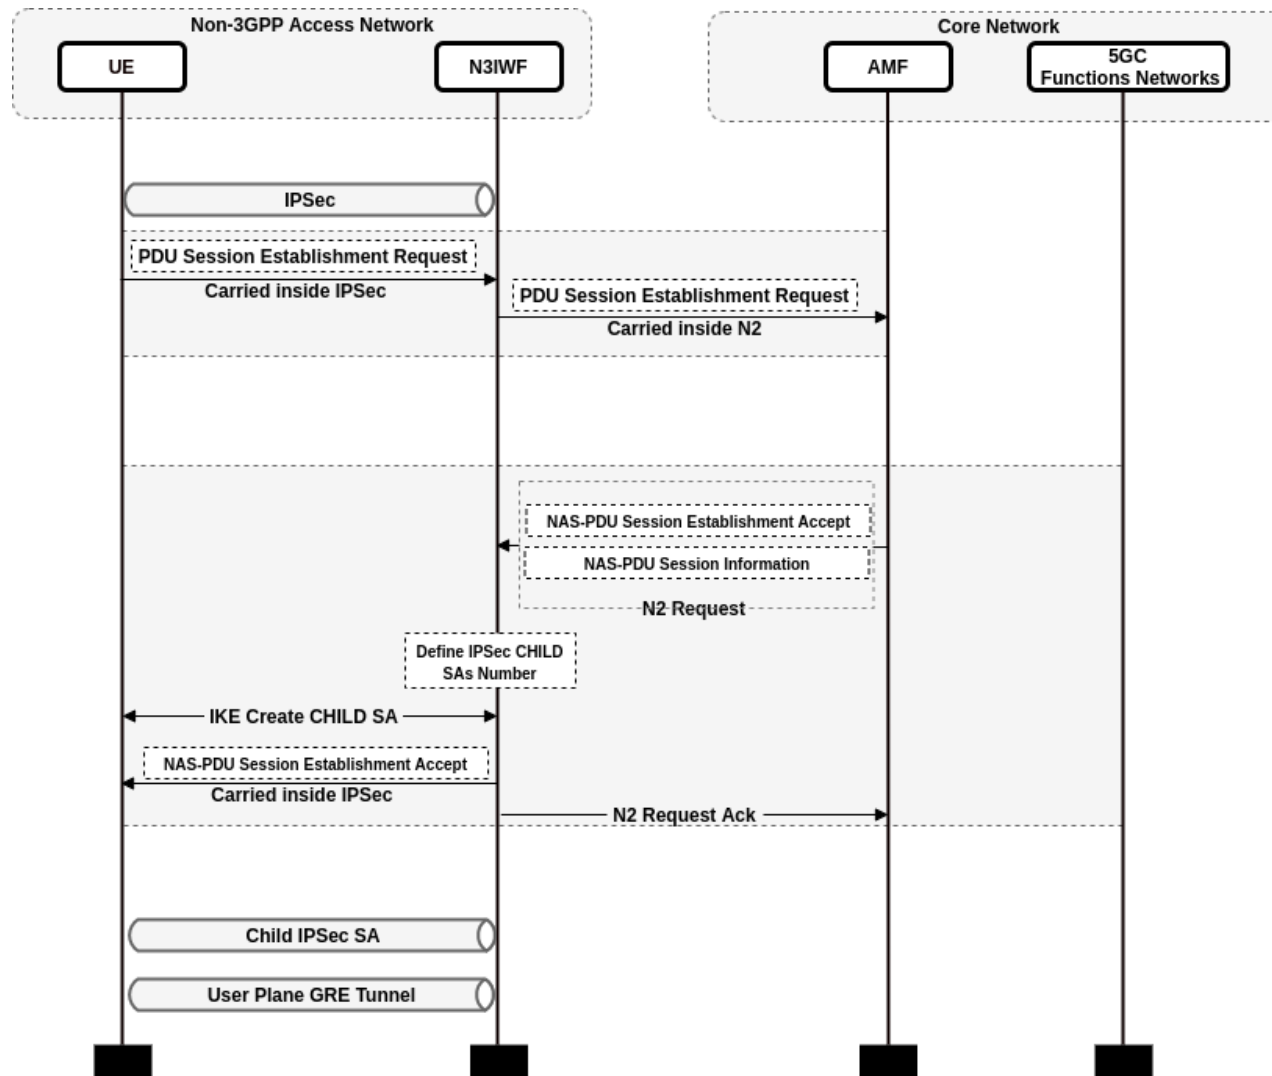 Non-3GPP Access Network
Core Network
UE
N3IWF
AMF
5GC
Functions Networks
IPSec
PDU Session Establishment Request
Carried inside IPSec
PDU Session Establishment Request
Carried inside N2
NAS-PDU Session Establishment Accept
NAS-PDU Session Information
N2 Request
Define IPSec CHILD
SAs Number
IKE Create CHILD SA
NAS-PDU Session Establishment Accept
Carried inside IPSec
N2 Request Ack
Child IPSec SA
User Plane GRE Tunnel